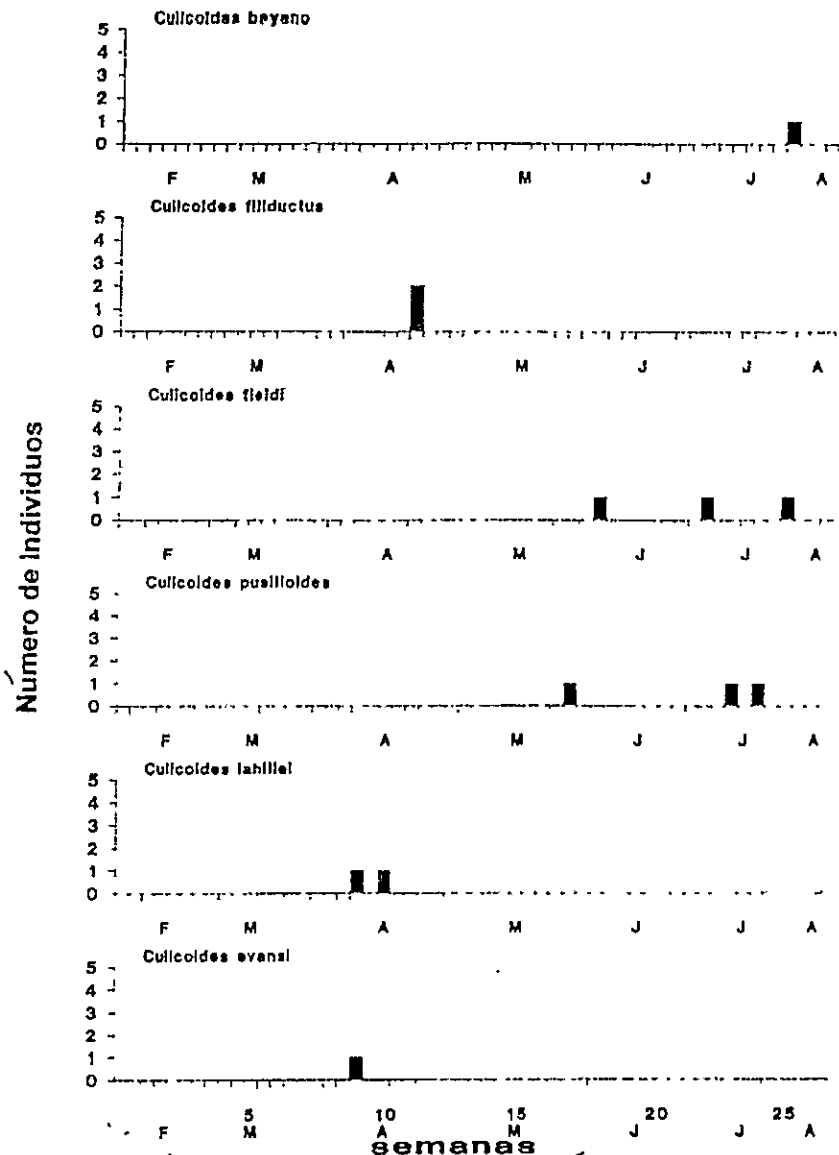 Culicoides bayano
5
4
3
2
1
0
F M A M J J A
Culicoides filiductus
5
4
3
2
1
0
F M A M J J A
Culicoides fieldi
5
4
3
2
1
0
F M A M J J A
Culicoides pusilloides
5
4
3
2
1
0
F M A M J J A
Culicoides lahillei
5
4
3
2
1
0
F M A M J J A
Culicoides evansi
5
4
3
2
1
0
5 10 15 20 25
F M A M J J A
semanas
Número de Individuos